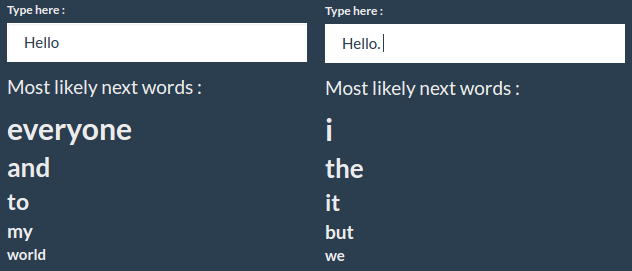 Type here :
Hello
Most likely next words :
everyone
and
to
my
world
Type here :
Hello.
Most likely next words :
i
the
it
but
we